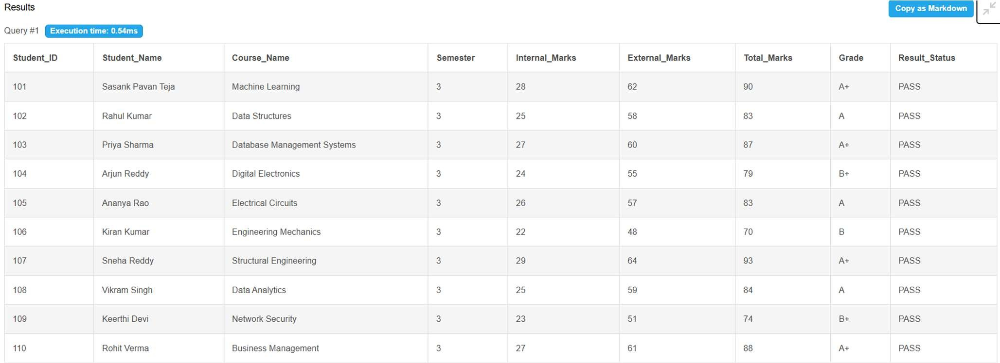 Results
Copy as Markdown
Query #1 Execution time: 0.54ms
Student_ID Student_Name Course_Name Semester Internal_Marks External_Marks Total_Marks Grade Result_Status
101 Sasank Pavan Teja Machine Learning 3 28 62 90 A+ PASS
102 Rahul Kumar Data Structures 3 25 58 83 A PASS
103 Priya Sharma Database Management Systems 3 27 60 87 A+ PASS
104 Arjun Reddy Digital Electronics 3 24 55 79 B+ PASS
105 Ananya Rao Electrical Circuits 3 26 57 83 A PASS
106 Kiran Kumar Engineering Mechanics 3 22 48 70 B PASS
107 Sneha Reddy Structural Engineering 3 29 64 93 A+ PASS
108 Vikram Singh Data Analytics 3 25 59 84 A PASS
109 Keerthi Devi Network Security 3 23 51 74 B+ PASS
110 Rohit Verma Business Management 3 27 61 88 A+ PASS